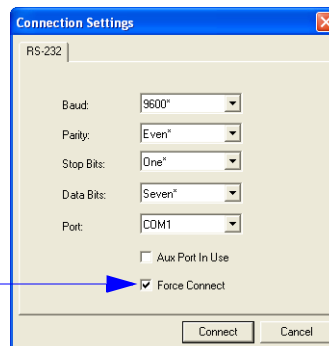 Connection Settings
RS-232
Baud: 9600*
Parity: Even*
Stop Bits: One*
Data Bits: Seven*
Port: COM1
Aux Port In Use
Force Connect
Connect Cancel